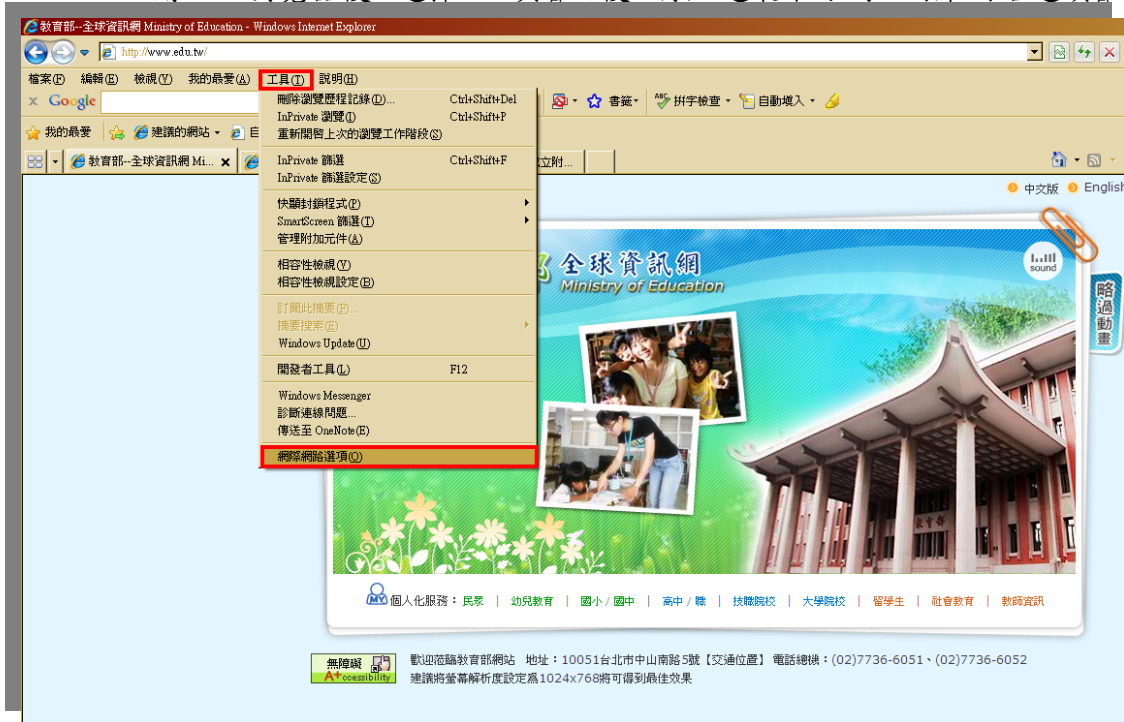 教育部--全球資訊網 Ministry of Education - Windows Internet Explorer
http://www.edu.tw/
檔案(F) 編輯(E) 檢視(V) 我的最愛(A) 工具(T) 說明(H)
x Google 書籤 ABC 拼字檢查 自動填入
我的最愛 建議的網站 自
教育部--全球資訊網 Mi... x 立附...
刪除瀏覽歷程記錄(D)... Ctrl+Shift+Del
InPrivate 瀏覽(I) Ctrl+Shift+P
重新開啓上次的瀏覽工作階段(S)
InPrivate 篩選 Ctrl+Shift+F
InPrivate 篩選設定(S)
快顯封鎖程式(P)
SmartScreen 篩選(T)
管理附加元件(A)
相容性檢視(V)
相容性檢視設定(B)
訂閱此摘要(F)...
摘要搜索(E)
Windows Update(U)
開發者工具(L) F12
Windows Messenger
診斷連線問題...
傳送至 OneNote(E)
網際網路選項(O)
中文版 English
全球資訊網
Ministry of Education
sound
略過動畫
MY 個人化服務：民眾 | 幼兒教育 | 國小 / 國中 | 高中 / 職 | 技職院校 | 大學院校 | 留學生 | 社會教育 | 教師資訊
無障礙
A+ccessibility
歡迎蒞臨教育部網站 地址：10051台北市中山南路5號【交通位置】 電話總機：(02)7736-6051、(02)7736-6052
建議將螢幕解析度設定爲1024x768將可得到最佳效果